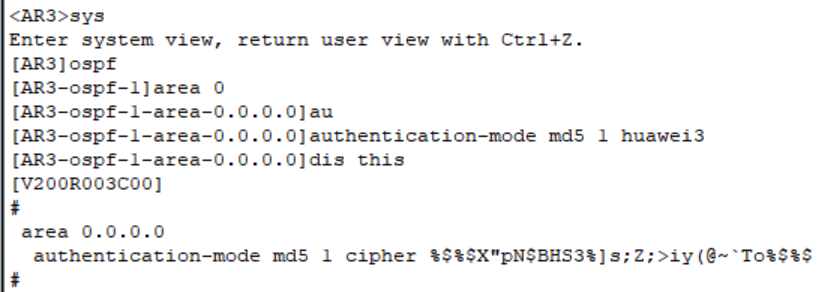 <AR3>sys
Enter system view, return user view with Ctrl+Z.
[AR3]ospf
[AR3-ospf-1]area 0
[AR3-ospf-1-area-0.0.0.0]au
[AR3-ospf-1-area-0.0.0.0]authentication-mode md5 1 huawei3
[AR3-ospf-1-area-0.0.0.0]dis this
[V200R003C00]
#
 area 0.0.0.0
  authentication-mode md5 1 cipher %$%$X"pN$BHS3%]s;Z;>iy(@~`To%$%$
#